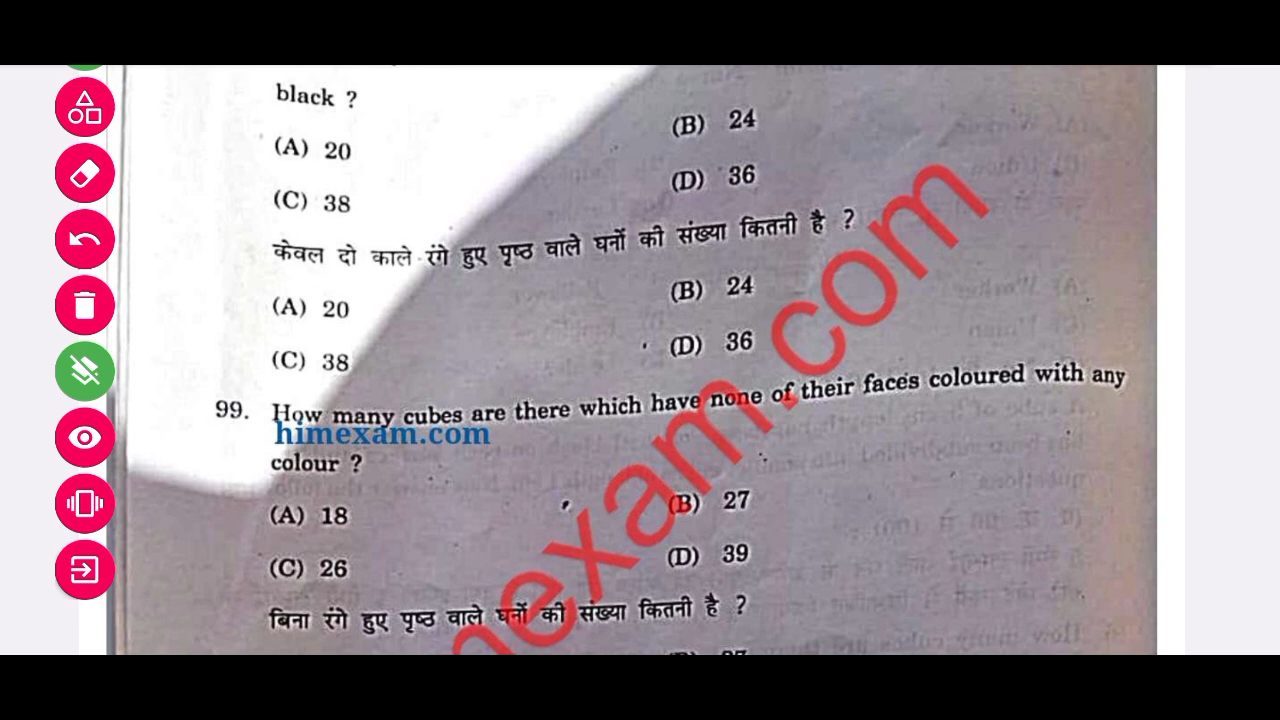 black ?
(A) 20 (B) 24
(C) 38 (D) 36
केवल दो काले रंगे हुए पृष्ठ वाले घनों की संख्या कितनी है ?
(A) 20 (B) 24
(C) 38 (D) 36
99. How many cubes are there which have none of their faces coloured with any
himexam.com
colour ?
(A) 18 (B) 27
(C) 26 (D) 39
बिना रंगे हुए पृष्ठ वाले घनों की संख्या कितनी है ?
nexam.com